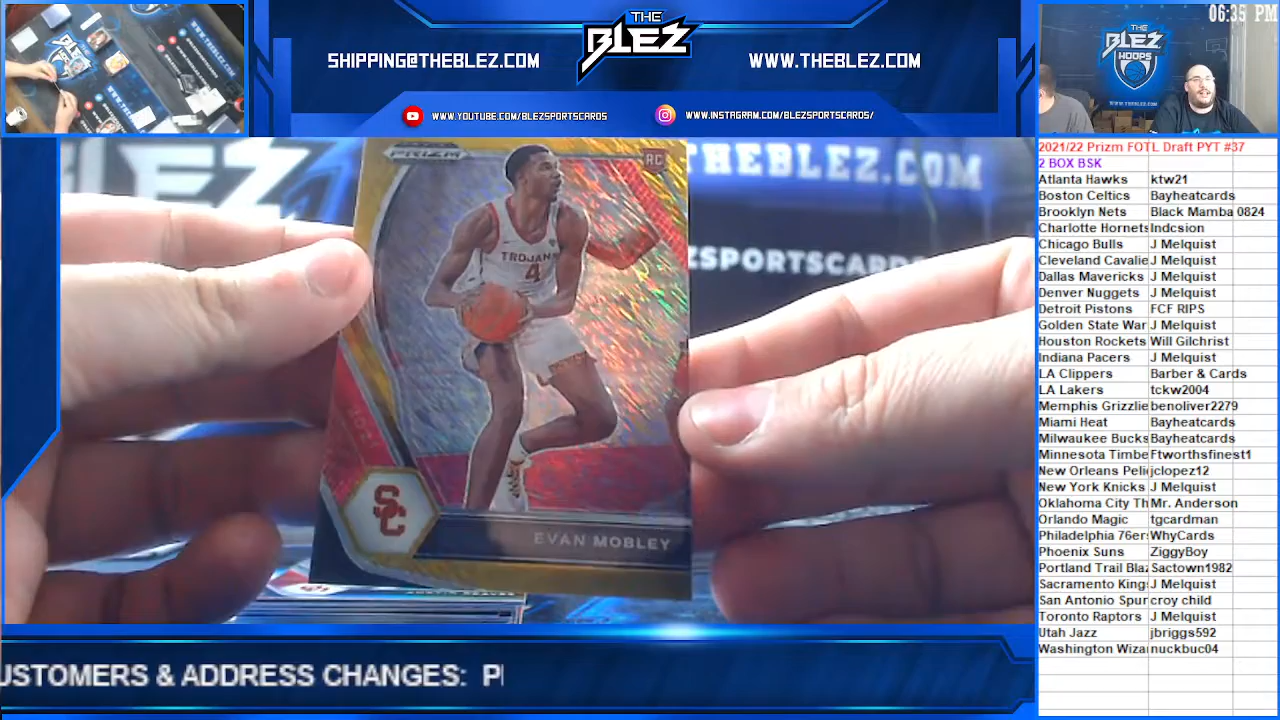 06:35 PM
THE
BLEZ
SHIPPING@THEBLEZ.COM
WWW.THEBLEZ.COM
WWW.YOUTUBE.COM/BLEZSPORTSCARDS
WWW.INSTAGRAM.COM/BLEZSPORTSCARDS/
THE
BLEZ
HOOPS
WWW.THEBLEZ.COM
THEBLEZ.COM
ZSPORTSCARD
PRIZM
RC
TROJANS
4
SC
EVAN MOBLEY
2021/22 Prizm FOTL Draft PYT #37
2 BOX BSK
Atlanta Hawks ktw21
Boston Celtics Bayheatcards
Brooklyn Nets Black Mamba 0824
Charlotte Hornets Indcsion
Chicago Bulls J Melquist
Cleveland Cavalie J Melquist
Dallas Mavericks J Melquist
Denver Nuggets J Melquist
Detroit Pistons FCF RIPS
Golden State War J Melquist
Houston Rockets Will Gilchrist
Indiana Pacers J Melquist
LA Clippers Barber & Cards
LA Lakers tckw2004
Memphis Grizzlie benoliver2279
Miami Heat Bayheatcards
Milwaukee Bucks Bayheatcards
Minnesota Timbe Ftworthsfinest1
New Orleans Peli jclopez12
New York Knicks J Melquist
Oklahoma City Th Mr. Anderson
Orlando Magic tgcardman
Philadelphia 76er WhyCards
Phoenix Suns ZiggyBoy
Portland Trail Bla Sactown1982
Sacramento King J Melquist
San Antonio Spur croy child
Toronto Raptors J Melquist
Utah Jazz jbriggs592
Washington Wiza nuckbuc04
USTOMERS & ADDRESS CHANGES: P